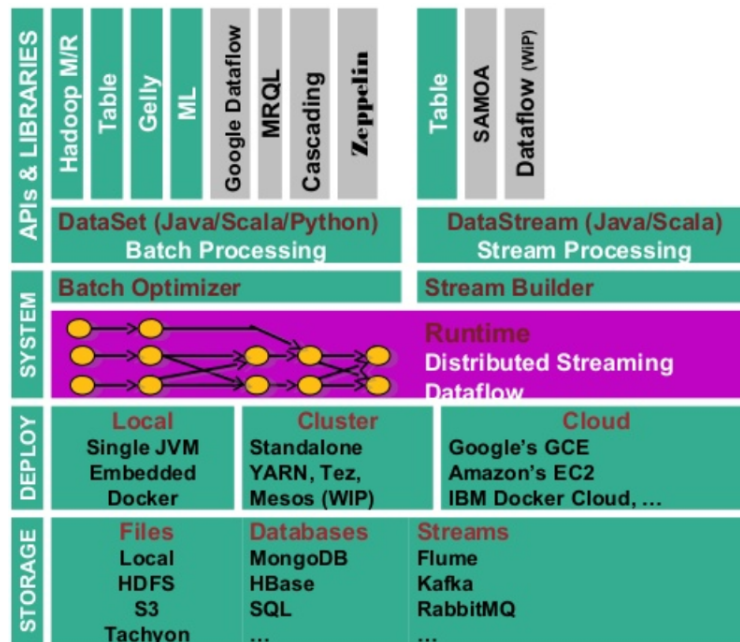 APIs & LIBRARIES
Hadoop M/R
Table
Gelly
ML
Google Dataflow
MRQL
Cascading
Zeppelin
Table
SAMOA
Dataflow (WiP)
DataSet (Java/Scala/Python)
Batch Processing
DataStream (Java/Scala)
Stream Processing
SYSTEM
Batch Optimizer
Stream Builder
Runtime
Distributed Streaming
Dataflow
DEPLOY
Local
Single JVM
Embedded
Docker
Cluster
Standalone
YARN, Tez,
Mesos (WIP)
Cloud
Google's GCE
Amazon's EC2
IBM Docker Cloud, …
STORAGE
Files
Local
HDFS
S3
Tachyon
Databases
MongoDB
HBase
SQL
…
Streams
Flume
Kafka
RabbitMQ
…